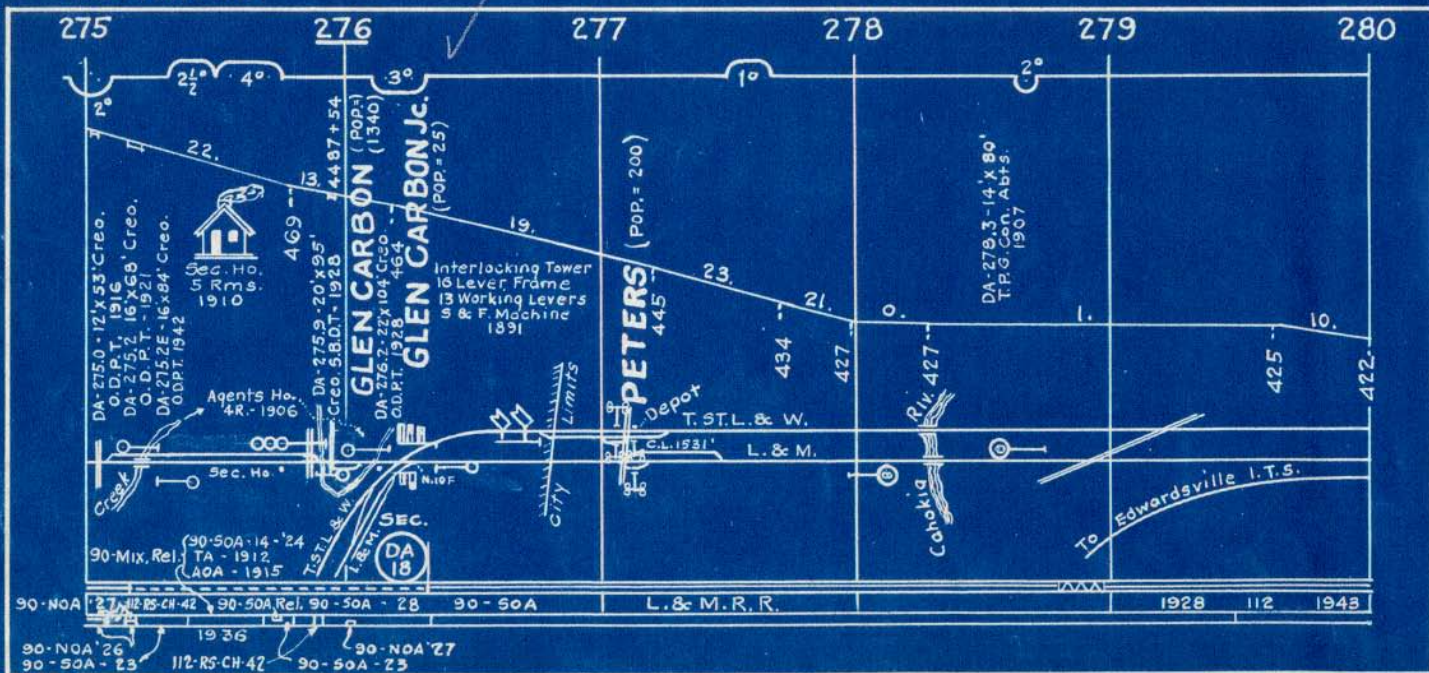 275 276 277 278 279 280
2½° 4° 3° 1° 2°
2°
22. 13. 19. 23. 21. 0. 1. 10.
469
464
445
434
427
427
425
422
4487+54
GLEN CARBON (POP.=)
(1340)
GLEN CARBON Jc.
(POP. = 25)
PETERS (POP. = 200)
Sec. Ho.
5 Rms.
1910
DA-275.0-12'x53' Creo.
O.D.P.T. 1916
DA-275.2 16'x68' Creo.
O.D.P.T. - 1921
DA-275.2E-16'x84' Creo.
O.D.P.T. 1942
DA-275.9-20'x95'
Creo. S.B.D.T-1928
DA-276.2-22'x104' Creo.
O.D.P.T. 1928
Interlocking Tower
16 Lever Frame
13 Working Levers
S & F. Machine
1891
DA-278.3-14'x80'
T.P.G. Con. Abts.
1907
Agents Ho.
4R.-1906
Creek
Sec. Ho.
N.10F
City Limits
Depot
T. ST. L. & W.
C.L.1531'
L. & M.
Cahokia Riv.
To Edwardsville I.T.S.
T. ST. L. & W.
L. & M.
SEC.
DA
18
90-Mix, Rel.
90-SOA-14-'24
TA - 1912
AOA - 1915
90-NOA '27 112-RS-CH-42 90-SOA, Rel. 90-SOA-28 90-SOA L. & M. R. R. 1928 112 1943
1936
90-NOA '26
90-SOA-23
112-RS-CH-42
90-SOA-23
90-NOA '27